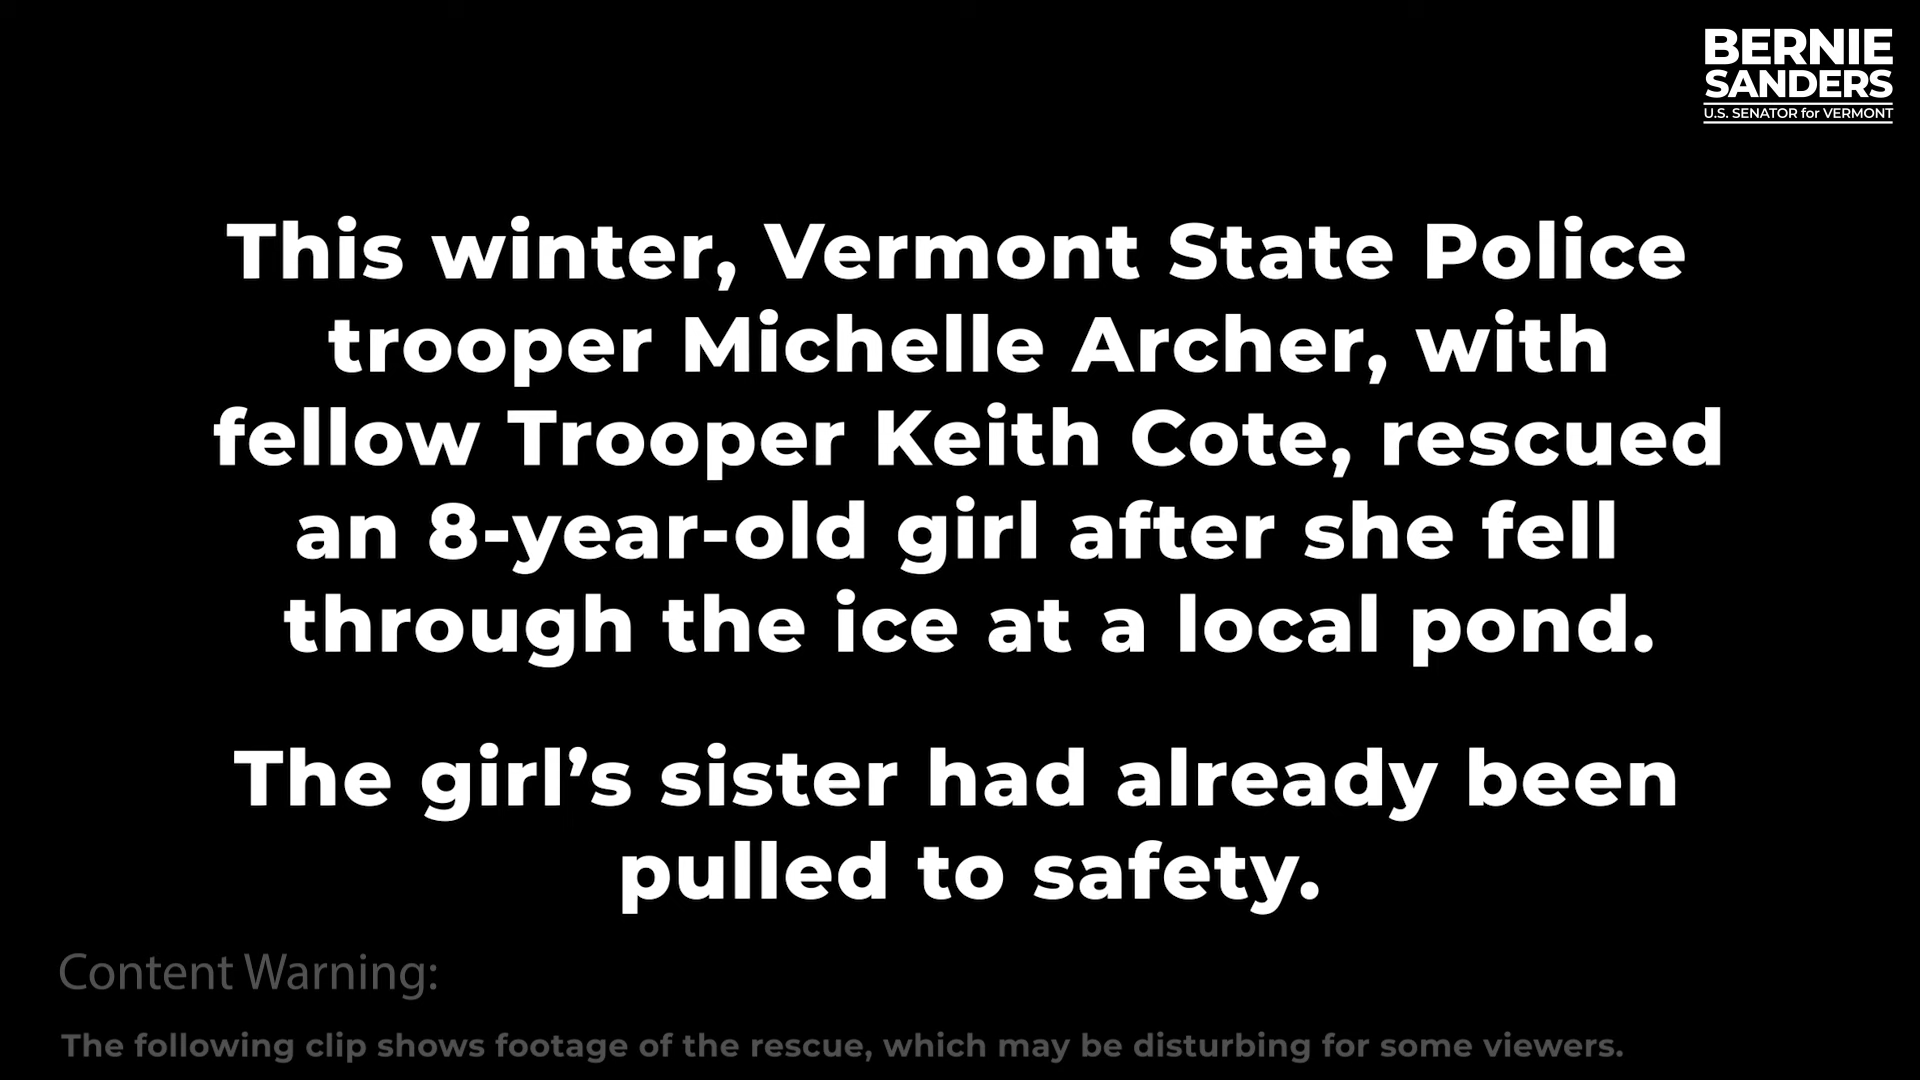 BERNIE
SANDERS
U.S. SENATOR for VERMONT
This winter, Vermont State Police
trooper Michelle Archer, with
fellow Trooper Keith Cote, rescued
an 8-year-old girl after she fell
through the ice at a local pond.
The girl’s sister had already been
pulled to safety.
Content Warning:
The following clip shows footage of the rescue, which may be disturbing for some viewers.